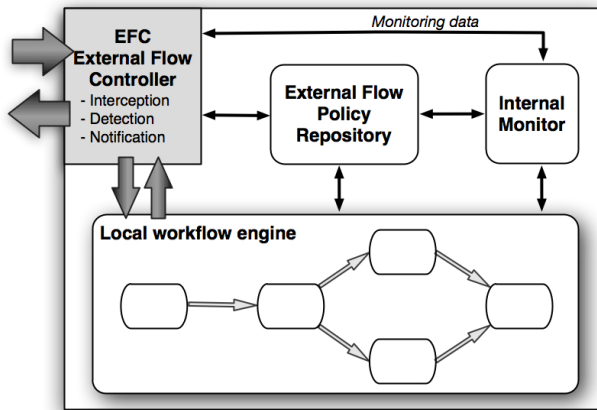 Monitoring data
EFC
External Flow
Controller
- Interception
- Detection
- Notification
External Flow
Policy
Repository
Internal
Monitor
Local workflow engine